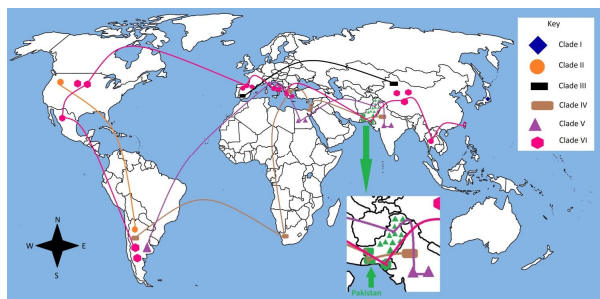 Key
Clade I
Clade II
Clade III
Clade IV
Clade V
Clade VI
N
W
E
S
Pakistan